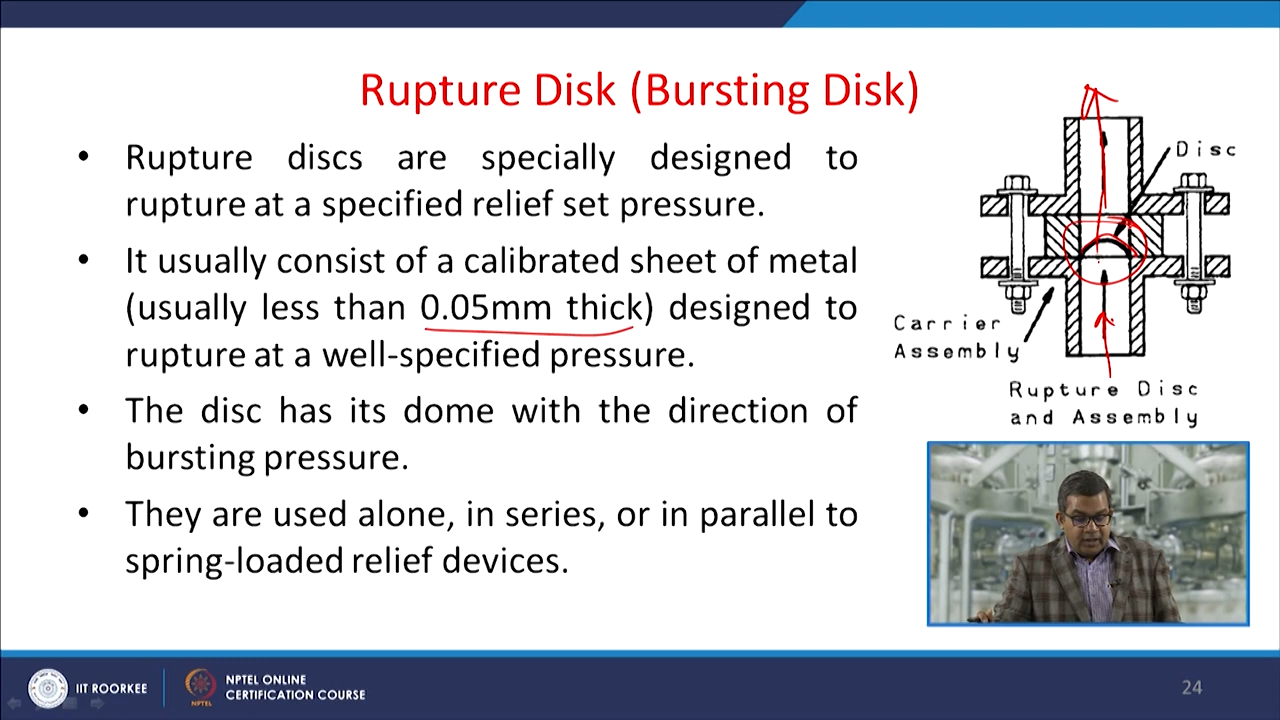 Rupture Disk (Bursting Disk)
• Rupture discs are specially designed to
rupture at a specified relief set pressure.
• It usually consist of a calibrated sheet of metal
(usually less than 0.05mm thick) designed to
rupture at a well-specified pressure.
• The disc has its dome with the direction of
bursting pressure.
• They are used alone, in series, or in parallel to
spring-loaded relief devices.
Disc
Carrier
Assembly
Rupture Disc
and Assembly
IIT ROORKEE
NPTEL
NPTEL ONLINE
CERTIFICATION COURSE
24